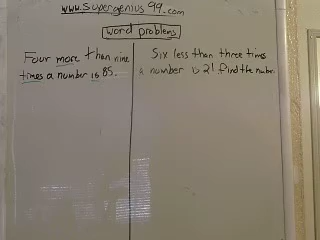 www.Supergenius99.com
word problems
Four more than nine
times a number is 85.
Six less than three times
a number is 21 find the number.